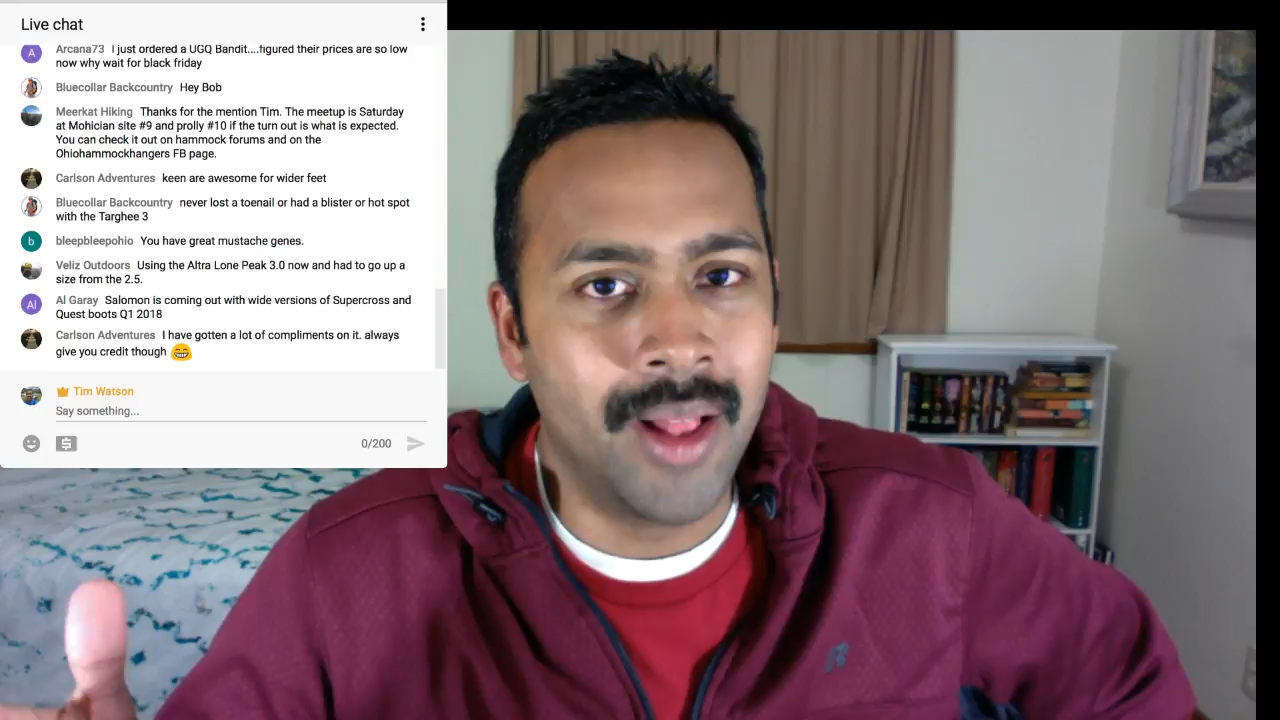 Live chat
A
Arcana73 I just ordered a UGQ Bandit....figured their prices are so low
now why wait for black friday
Bluecollar Backcountry Hey Bob
Meerkat Hiking Thanks for the mention Tim. The meetup is Saturday
at Mohician site #9 and prolly #10 if the turn out is what is expected.
You can check it out on hammock forums and on the
Ohiohammockhangers FB page.
Carlson Adventures keen are awesome for wider feet
Bluecollar Backcountry never lost a toenail or had a blister or hot spot
with the Targhee 3
b
bleepbleepohio You have great mustache genes.
Veliz Outdoors Using the Altra Lone Peak 3.0 now and had to go up a
size from the 2.5.
Al
Al Garay Salomon is coming out with wide versions of Supercross and
Quest boots Q1 2018
Carlson Adventures I have gotten a lot of compliments on it. always
give you credit though 😁
Tim Watson
Say something...
$
0/200
R